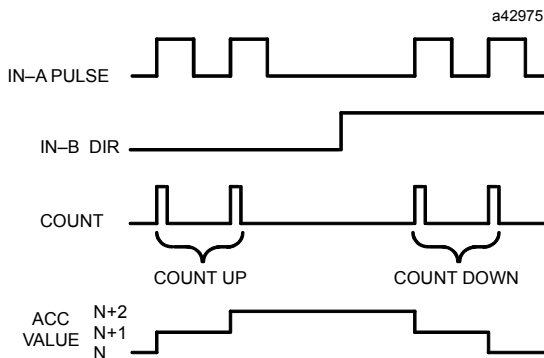 a42975
IN–A PULSE
IN–B DIR
COUNT
COUNT UP
COUNT DOWN
ACC VALUE
N+2
N+1
N